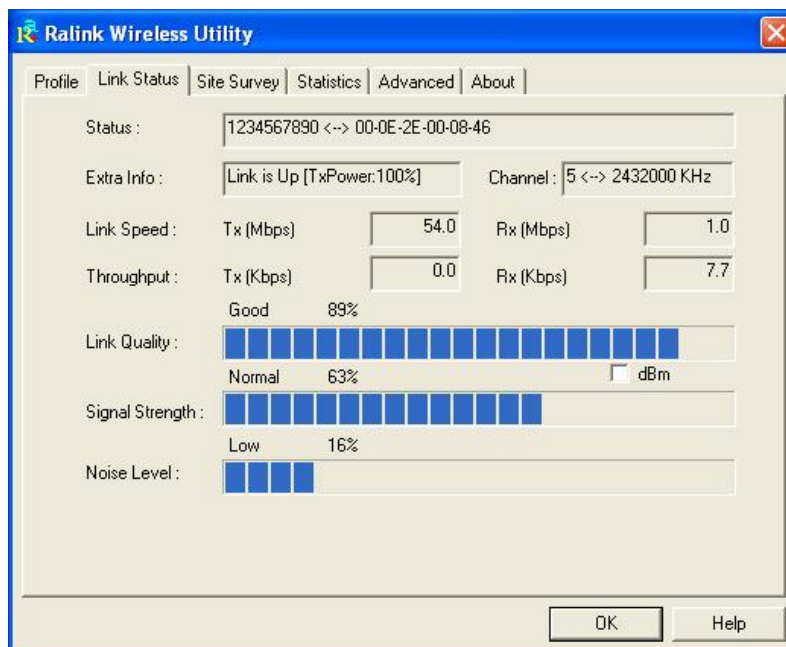 Ralink Wireless Utility
Profile Link Status Site Survey Statistics Advanced About
Status : 1234567890 <--> 00-0E-2E-00-08-46
Extra Info : Link is Up [TxPower:100%] Channel : 5 <--> 2432000 KHz
Link Speed : Tx (Mbps) 54.0 Rx (Mbps) 1.0
Throughput : Tx (Kbps) 0.0 Rx (Kbps) 7.7
Good 89%
Link Quality :
Normal 63% dBm
Signal Strength :
Low 16%
Noise Level :
OK Help